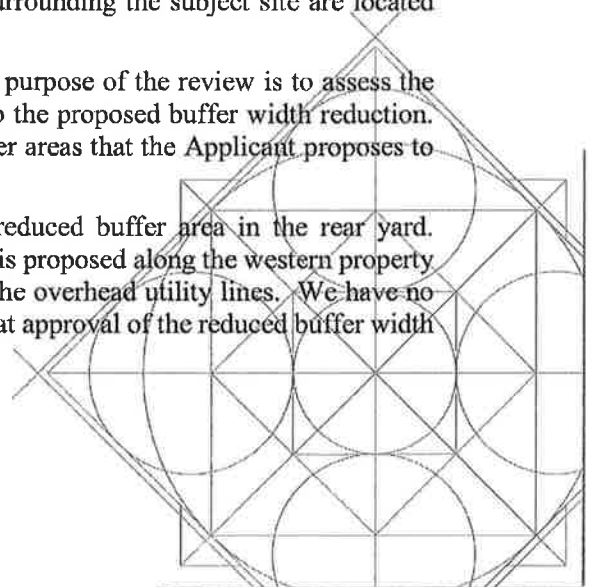 urrounding the subject site are located
purpose of the review is to assess the
the proposed buffer width reduction.
er areas that the Applicant proposes to
reduced buffer area in the rear yard.
is proposed along the western property
he overhead utility lines. We have no
at approval of the reduced buffer width